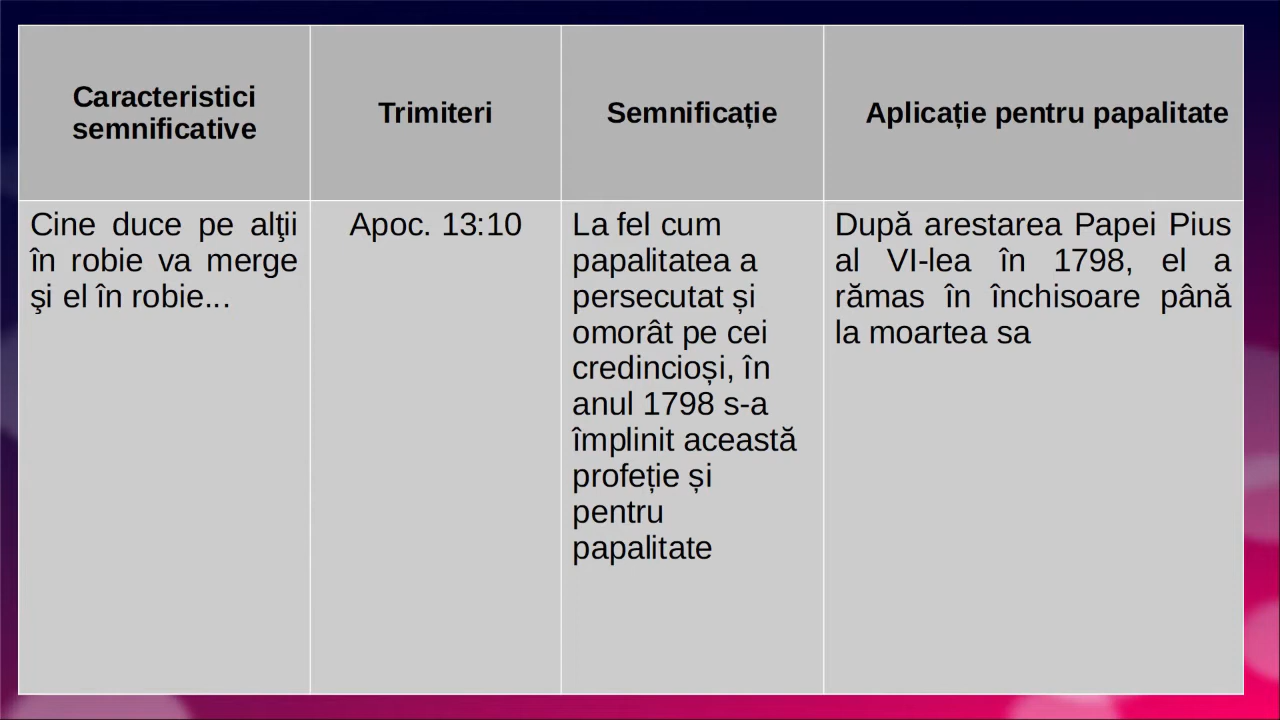 Caracteristici
semnificative
Trimiteri
Semnificație
Aplicație pentru papalitate
Cine duce pe alţii
în robie va merge
şi el în robie...
Apoc. 13:10
La fel cum
papalitatea a
persecutat și
omorât pe cei
credincioși, în
anul 1798 s-a
împlinit această
profeție și
pentru
papalitate
După arestarea Papei Pius
al VI-lea în 1798, el a
rămas în închisoare până
la moartea sa